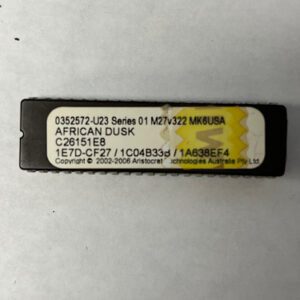 0352572-U23 Series 01 M27V322 MK6USA
AFRICAN DUSK
C26151E8
1E7D-CF27 / 1C04B33B / 1A638EF4
Copyright © 2002-2006 Aristocrat Technologies Australia Pty Ltd